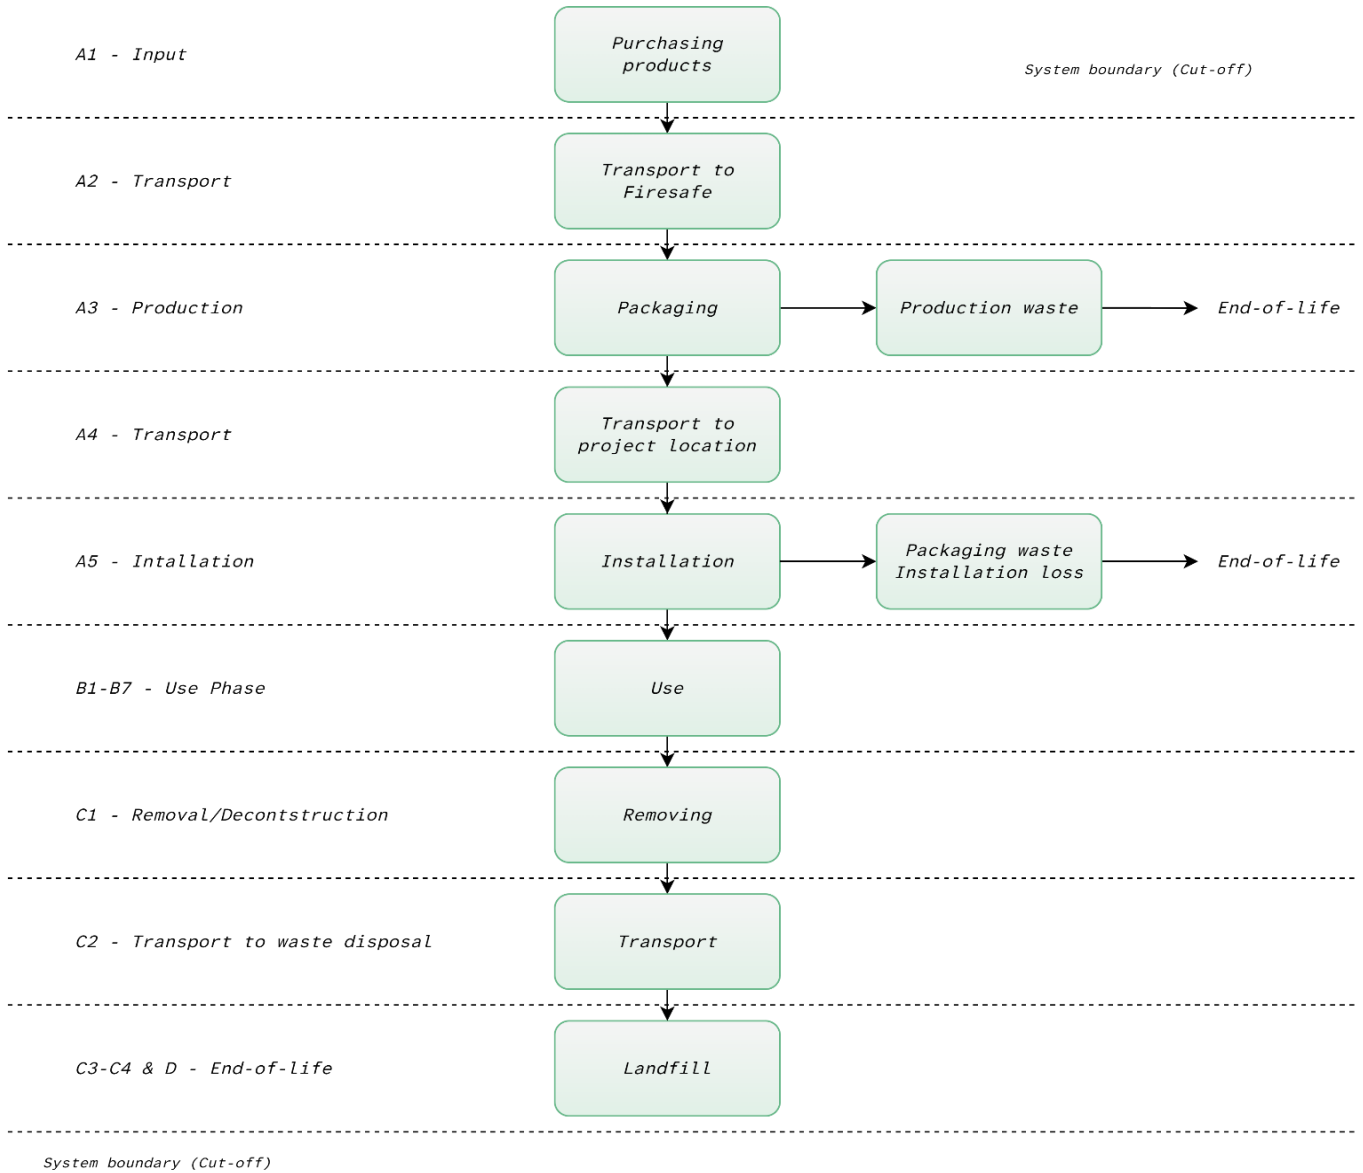 A1 - Input
Purchasing
products
System boundary (Cut-off)
A2 - Transport
Transport to
Firesafe
A3 - Production
Packaging
Production waste
End-of-life
A4 - Transport
Transport to
project location
A5 - Intallation
Installation
Packaging waste
Installation loss
End-of-life
B1-B7 - Use Phase
Use
C1 - Removal/Decontstruction
Removing
C2 - Transport to waste disposal
Transport
C3-C4 & D - End-of-life
Landfill
System boundary (Cut-off)